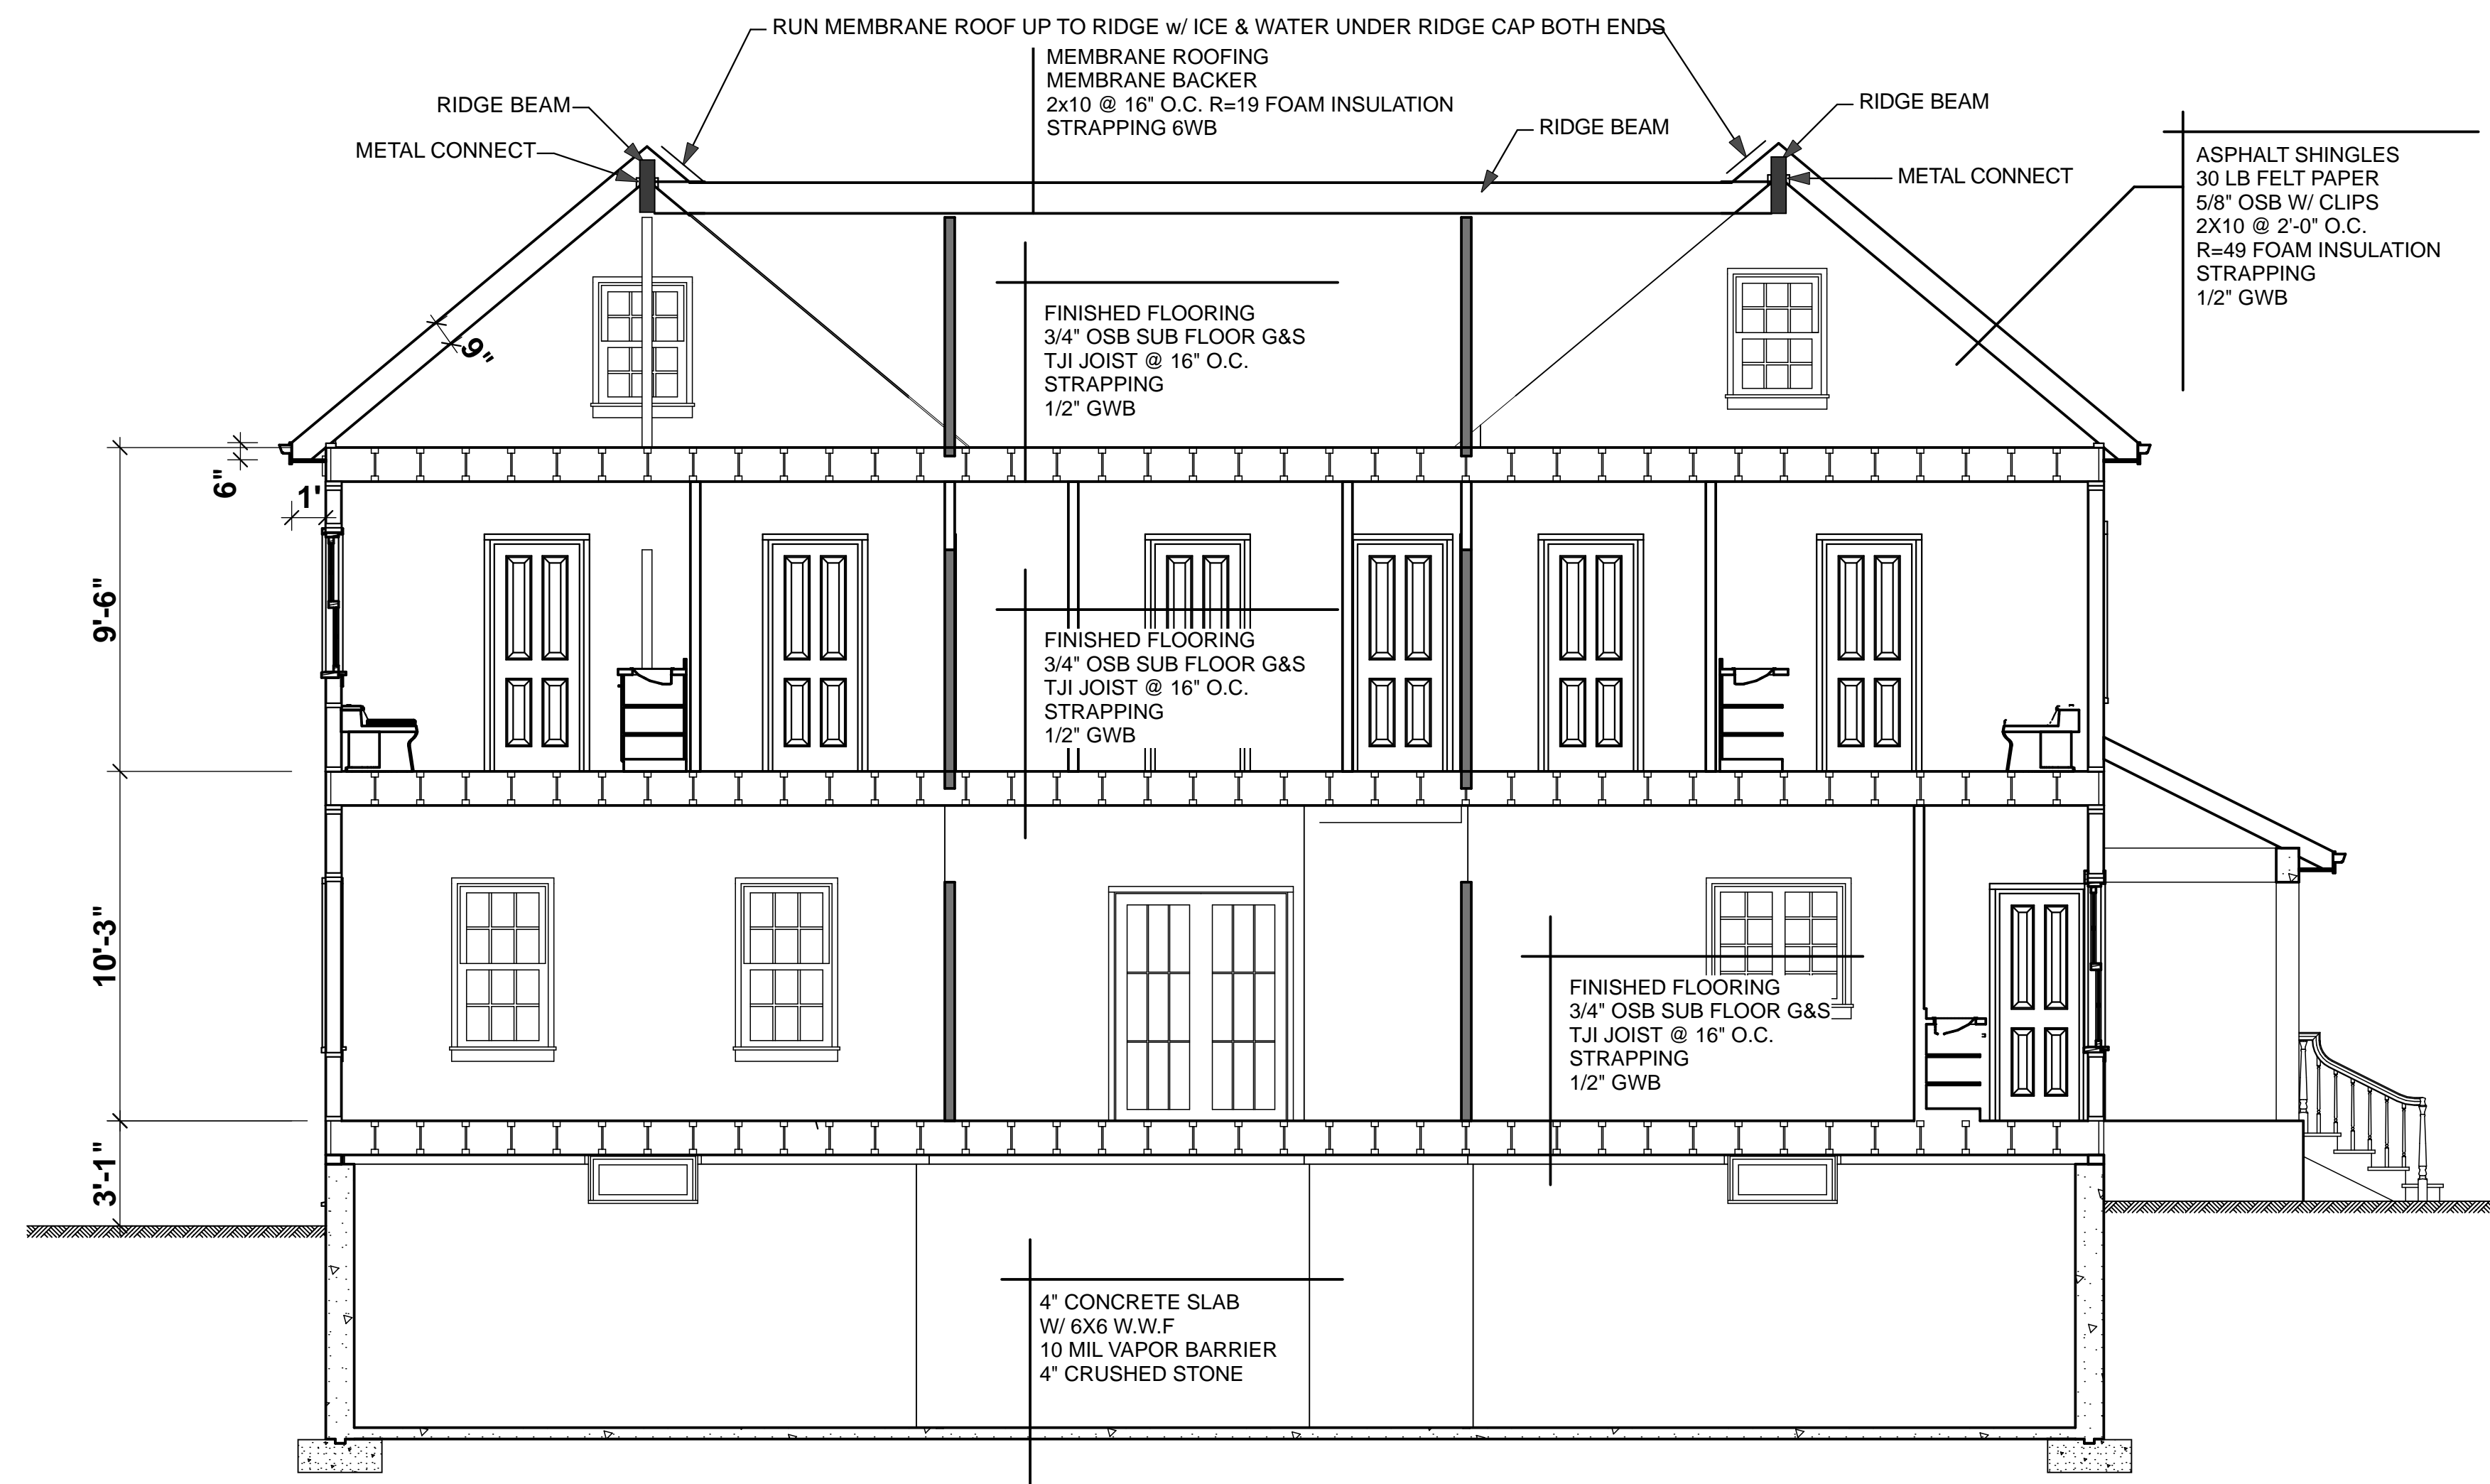 RUN MEMBRANE ROOF UP TO RIDGE w/ ICE & WATER UNDER RIDGE CAP BOTH ENDS
MEMBRANE ROOFING
MEMBRANE BACKER
2x10 @ 16" O.C. R=19 FOAM INSULATION
STRAPPING 6WB
RIDGE BEAM
METAL CONNECT
RIDGE BEAM
RIDGE BEAM
METAL CONNECT
ASPHALT SHINGLES
30 LB FELT PAPER
5/8" OSB W/ CLIPS
2X10 @ 2'-0" O.C.
R=49 FOAM INSULATION
STRAPPING
1/2" GWB
9"
FINISHED FLOORING
3/4" OSB SUB FLOOR G&S
TJI JOIST @ 16" O.C.
STRAPPING
1/2" GWB
6"
1'
9'-6"
FINISHED FLOORING
3/4" OSB SUB FLOOR G&S
TJI JOIST @ 16" O.C.
STRAPPING
1/2" GWB
10'-3"
FINISHED FLOORING
3/4" OSB SUB FLOOR G&S
TJI JOIST @ 16" O.C.
STRAPPING
1/2" GWB
3'-1"
4" CONCRETE SLAB
W/ 6X6 W.W.F
10 MIL VAPOR BARRIER
4" CRUSHED STONE